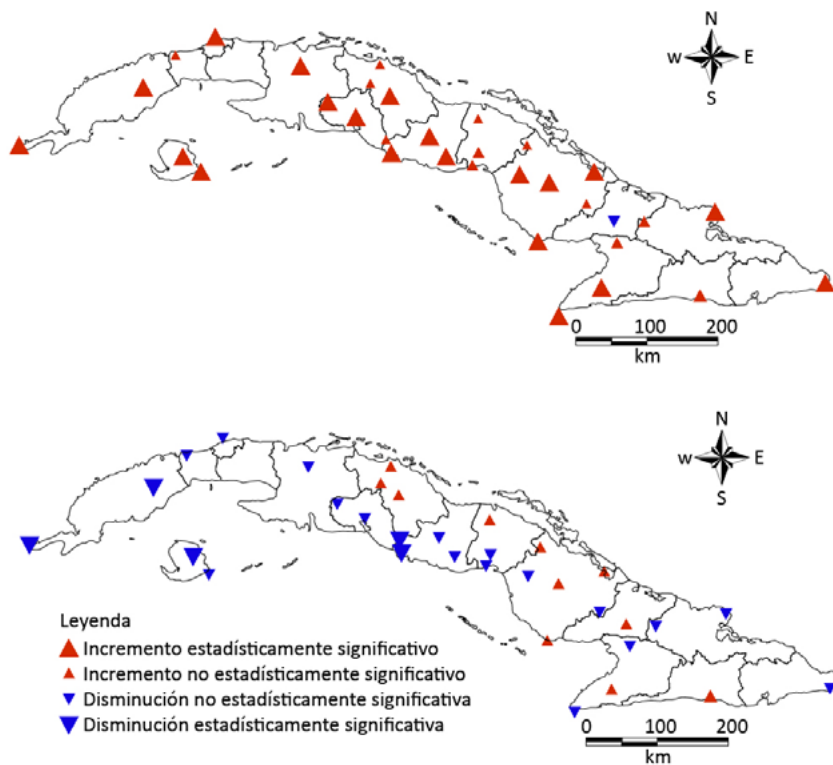 N
w E
S
0 100 200
km
N
w E
S
Leyenda
Incremento estadísticamente significativo
Incremento no estadísticamente significativo
Disminución no estadísticamente significativa
Disminución estadísticamente significativa
0 100 200
km